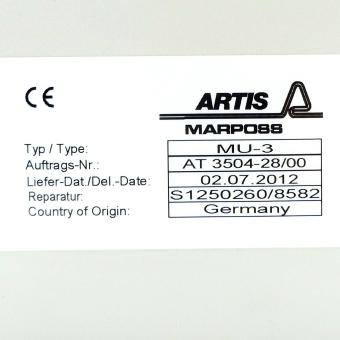 CE
ARTIS
MARPOSS
Typ / Type: MU-3
Auftrags-Nr.: AT 3504-28/00
Liefer-Dat./Del.-Date: 02.07.2012
Reparatur: S1250260/8582
Country of Origin: Germany